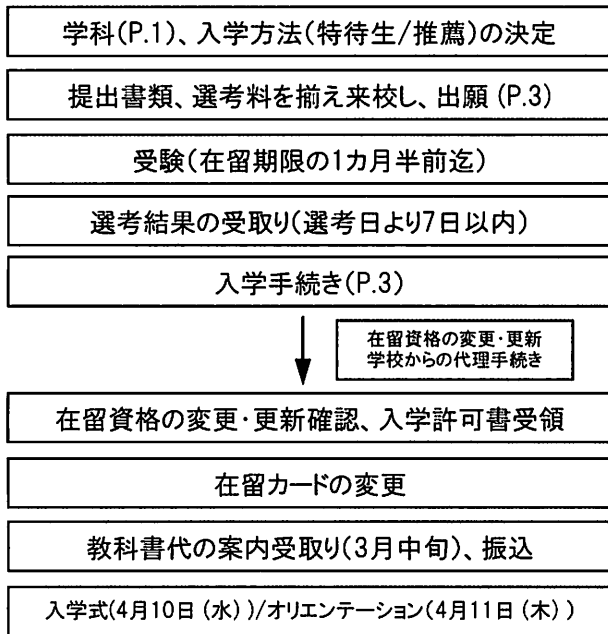 学科(P.1)、入学方法(特待生/推薦)の決定
提出書類、選考料を揃え来校し、出願(P.3)
受験(在留期限の1カ月半前迄)
選考結果の受取り(選考日より7日以内)
入学手続き(P.3)
在留資格の変更・更新
学校からの代理手続き
在留資格の変更・更新確認、入学許可書受領
在留カードの変更
教科書代の案内受取り(3月中旬)、振込
入学式(4月10日(水))/オリエンテーション(4月11日(木))